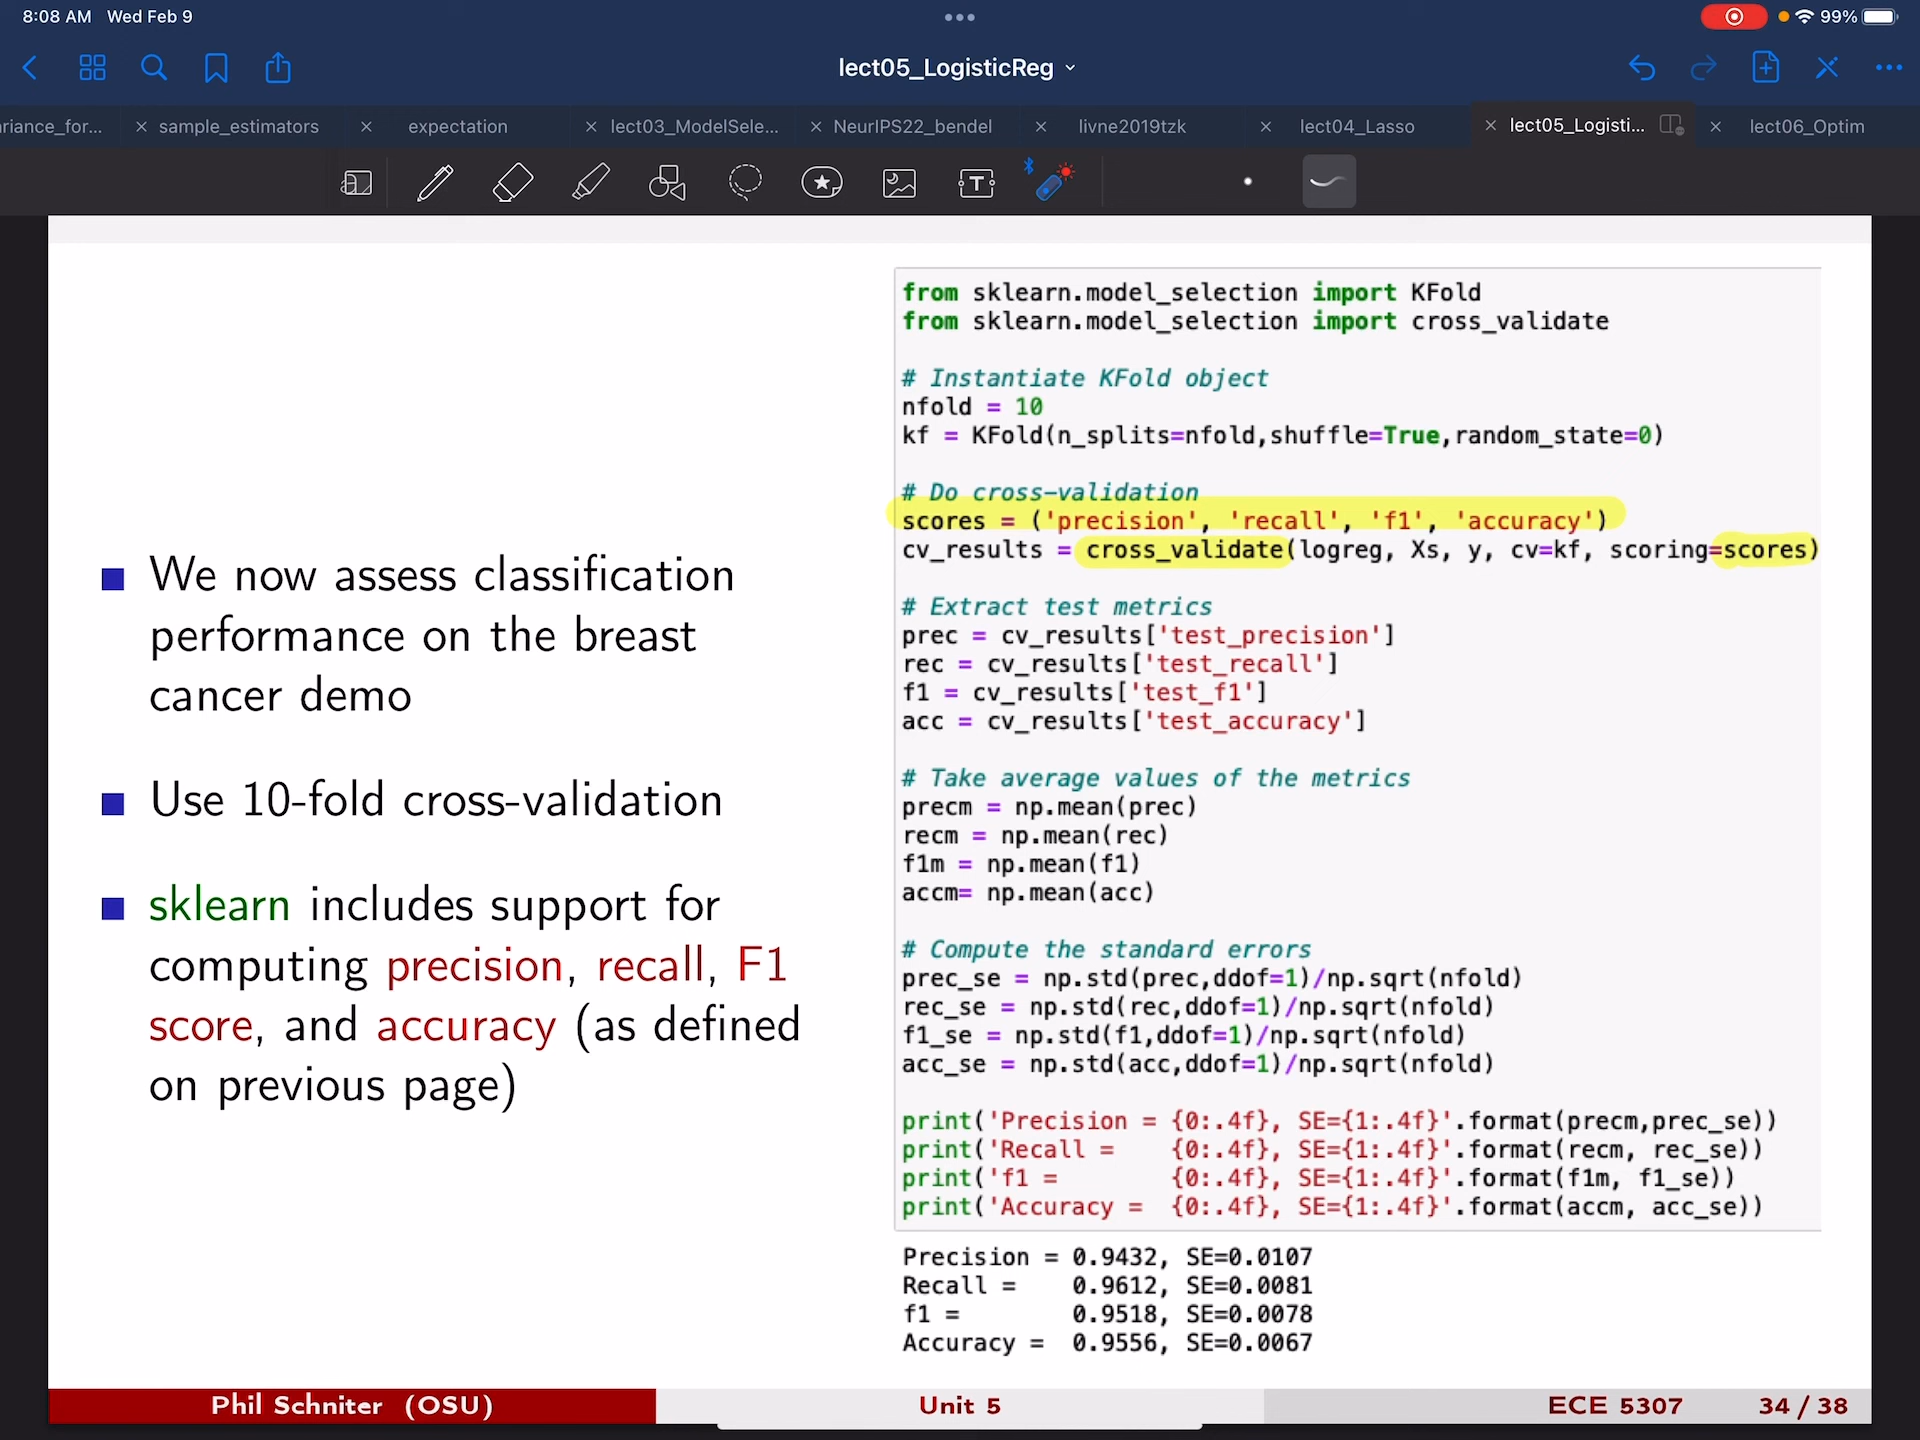 8:08 AM Wed Feb 9
99%
lect05_LogisticReg
riance_for...
sample_estimators
expectation
lect03_ModelSele...
NeurIPS22_bendel
livne2019tzk
lect04_Lasso
lect05_Logisti...
lect06_Optim
We now assess classification
performance on the breast
cancer demo
Use 10-fold cross-validation
sklearn includes support for
computing precision, recall, F1
score, and accuracy (as defined
on previous page)
from sklearn.model_selection import KFold
from sklearn.model_selection import cross_validate
# Instantiate KFold object
nfold = 10
kf = KFold(n_splits=nfold,shuffle=True,random_state=0)
# Do cross-validation
scores = ('precision', 'recall', 'f1', 'accuracy')
cv_results = cross_validate(logreg, Xs, y, cv=kf, scoring=scores)
# Extract test metrics
prec = cv_results['test_precision']
rec = cv_results['test_recall']
f1 = cv_results['test_f1']
acc = cv_results['test_accuracy']
# Take average values of the metrics
precm = np.mean(prec)
recm = np.mean(rec)
f1m = np.mean(f1)
accm= np.mean(acc)
# Compute the standard errors
prec_se = np.std(prec,ddof=1)/np.sqrt(nfold)
rec_se = np.std(rec,ddof=1)/np.sqrt(nfold)
f1_se = np.std(f1,ddof=1)/np.sqrt(nfold)
acc_se = np.std(acc,ddof=1)/np.sqrt(nfold)
print('Precision = {0:.4f}, SE={1:.4f}'.format(precm,prec_se))
print('Recall =    {0:.4f}, SE={1:.4f}'.format(recm, rec_se))
print('f1 =        {0:.4f}, SE={1:.4f}'.format(f1m, f1_se))
print('Accuracy =  {0:.4f}, SE={1:.4f}'.format(accm, acc_se))
Precision = 0.9432, SE=0.0107
Recall =    0.9612, SE=0.0081
f1 =        0.9518, SE=0.0078
Accuracy =  0.9556, SE=0.0067
Phil Schniter (OSU)
Unit 5
ECE 5307
34 / 38